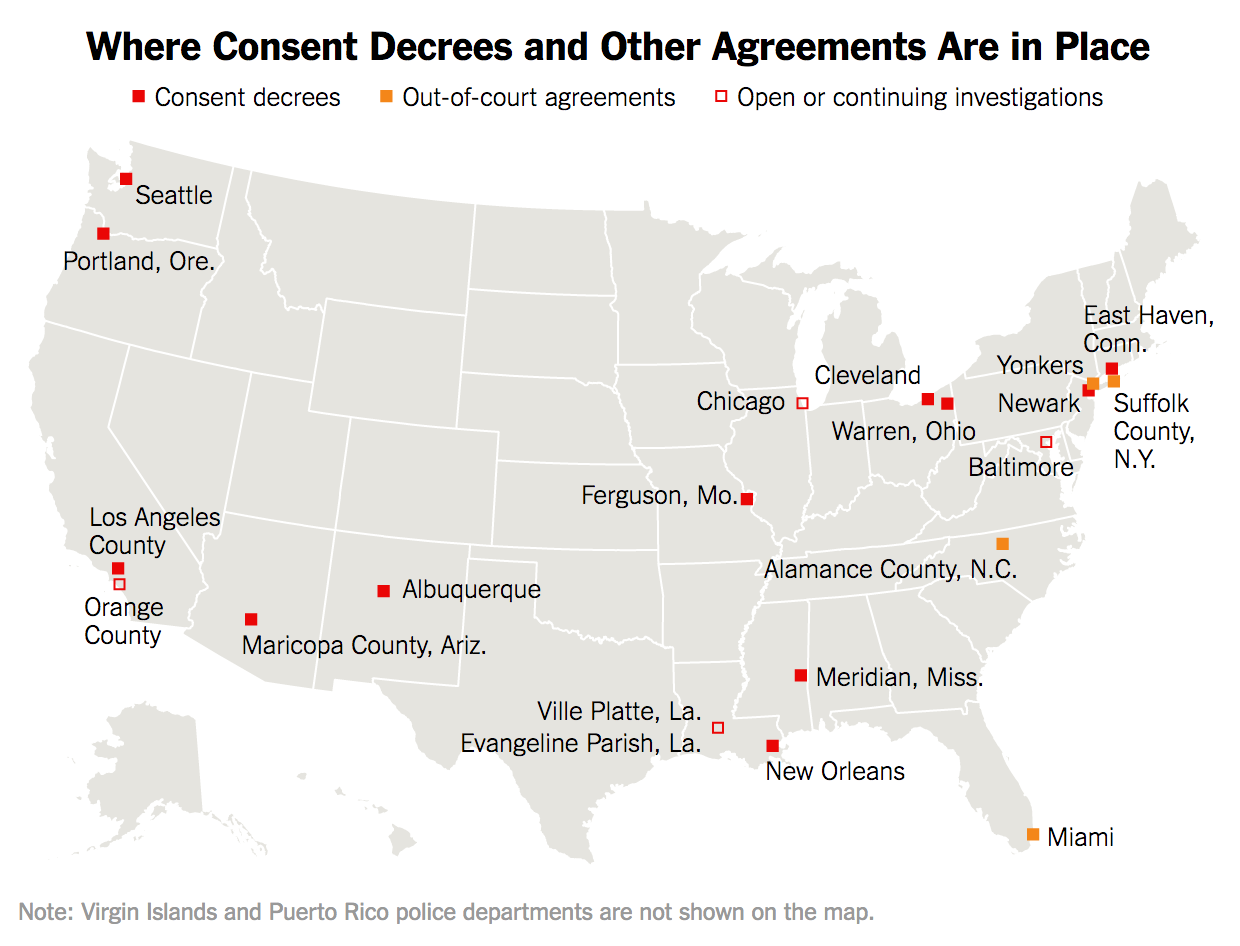 Where Consent Decrees and Other Agreements Are in Place
Consent decrees
Out-of-court agreements
Open or continuing investigations
Seattle
Portland, Ore.
East Haven,
Conn.
Yonkers
Cleveland
Chicago
Newark
Suffolk
County,
N.Y.
Warren, Ohio
Baltimore
Ferguson, Mo.
Los Angeles
County
Alamance County, N.C.
Albuquerque
Orange
County
Maricopa County, Ariz.
Meridian, Miss.
Ville Platte, La.
Evangeline Parish, La.
New Orleans
Miami
Note: Virgin Islands and Puerto Rico police departments are not shown on the map.